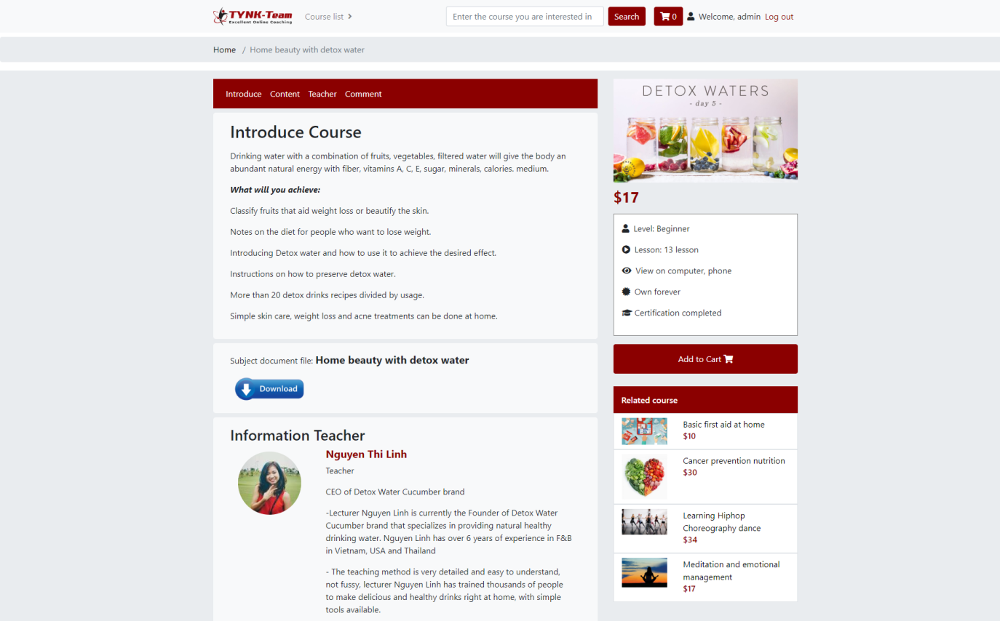 TYNK-Team
Excellent Online Coaching
Course list
Enter the course you are interested in
Search
0
Welcome, admin
Log out
Home / Home beauty with detox water
Introduce Content Teacher Comment
Introduce Course
Drinking water with a combination of fruits, vegetables, filtered water will give the body an
abundant natural energy with fiber, vitamins A, C, E, sugar, minerals, calories. medium.
What will you achieve:
Classify fruits that aid weight loss or beautify the skin.
Notes on the diet for people who want to lose weight.
Introducing Detox water and how to use it to achieve the desired effect.
Instructions on how to preserve detox water.
More than 20 detox drinks recipes divided by usage.
Simple skin care, weight loss and acne treatments can be done at home.
Subject document file: Home beauty with detox water
Download
Information Teacher
Nguyen Thi Linh
Teacher
CEO of Detox Water Cucumber brand
-Lecturer Nguyen Linh is currently the Founder of Detox Water
Cucumber brand that specializes in providing natural healthy
drinking water. Nguyen Linh has over 6 years of experience in F&B
in Vietnam, USA and Thailand
- The teaching method is very detailed and easy to understand,
not fussy, lecturer Nguyen Linh has trained thousands of people
to make delicious and healthy drinks right at home, with simple
tools available.
DETOX WATERS
- day 5 -
$17
Level: Beginner
Lesson: 13 lesson
View on computer, phone
Own forever
Certification completed
Add to Cart
Related course
Basic first aid at home
$10
Cancer prevention nutrition
$30
Learning Hiphop
Choreography dance
$34
Meditation and emotional
management
$17